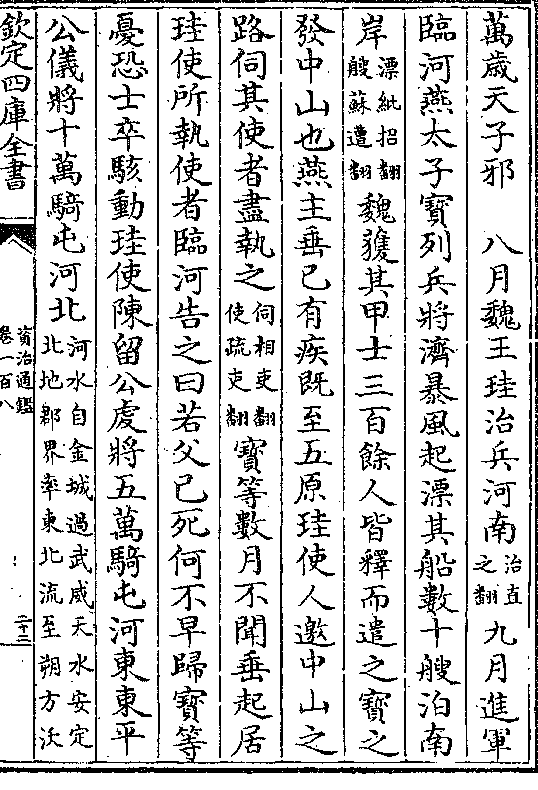 萬歲天子邪　八月魏王珪治兵河南治直之翻九月進軍
臨河燕太子寶列兵將濟暴風起漂其船數十艘泊南
岸漂紕招翻艘蘇遭翻魏獲其甲士三百餘人皆釋而遣之寶之
發中山也燕主垂已有疾既至五原珪使人邀中山之
路伺其使者盡執之伺相吏翻使疏吏翻寶等數月不聞垂起居
珪使所執使者臨河告之曰若父已死何不早歸寶等
憂恐士卒駭動珪使陳留公虔將五萬騎屯河東東平
公儀將十萬騎屯河北河水自金城過武威天水安定北地郡界率東北流至朔方沃
欽定四庫全書
資治通鑑
卷一百八
二十三